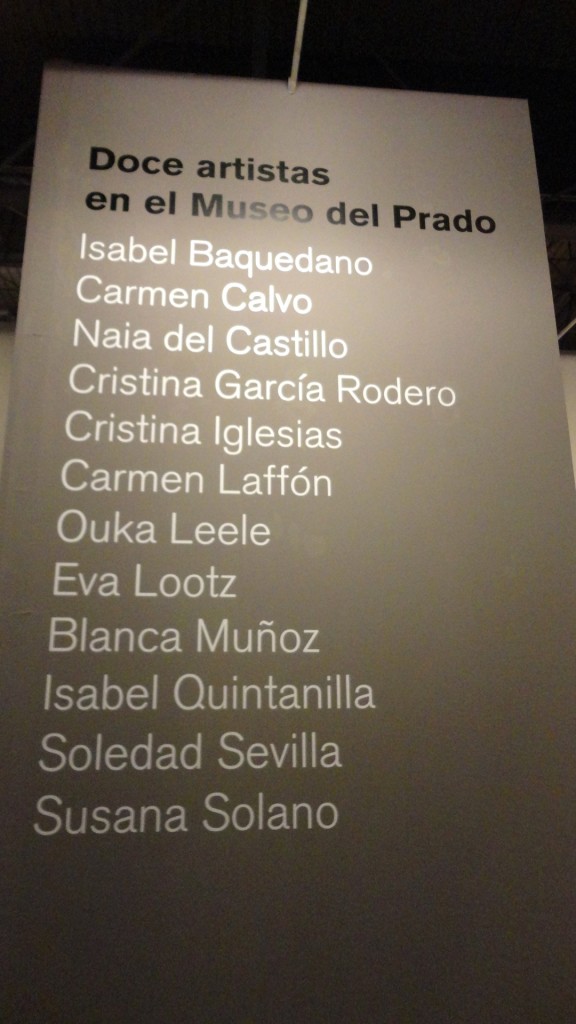 Doce artistas
en el Museo del Prado
Isabel Baquedano
Carmen Calvo
Naia del Castillo
Cristina García Rodero
Cristina Iglesias
Carmen Laffón
Ouka Leele
Eva Lootz
Blanca Muñoz
Isabel Quintanilla
Soledad Sevilla
Susana Solano